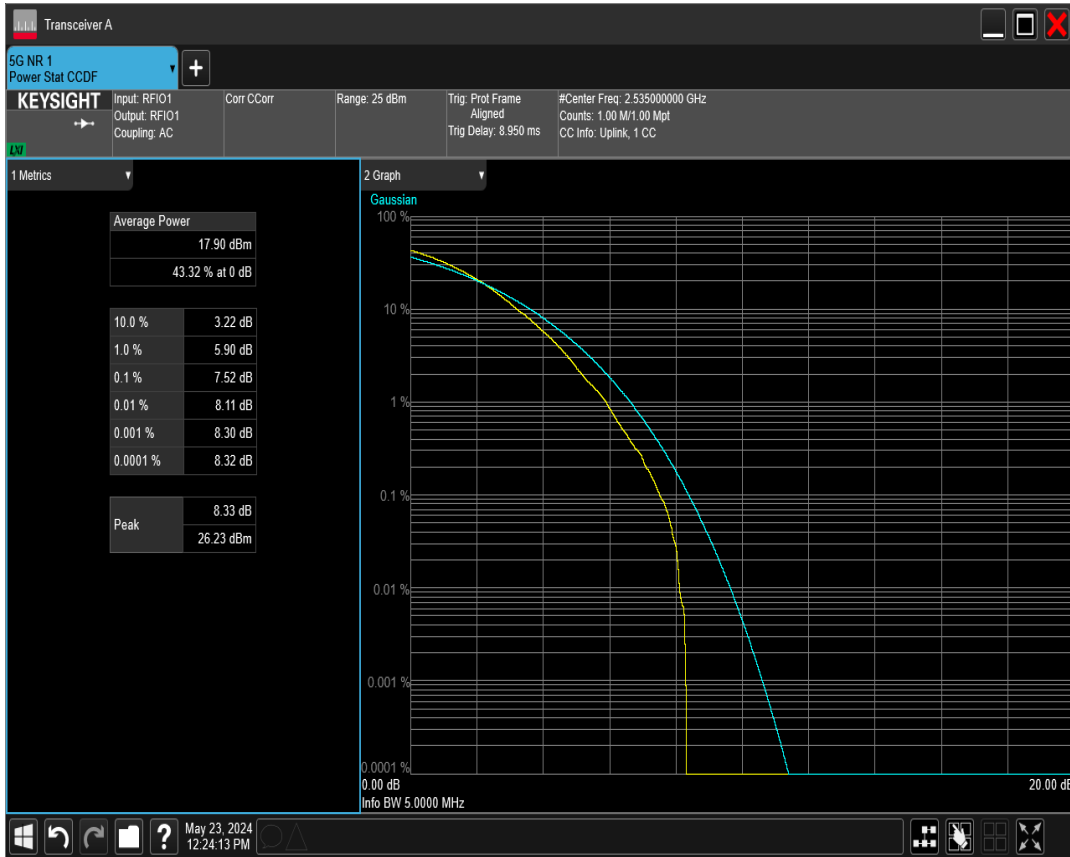 Transceiver A
5G NR 1
Power Stat CCDF
+
KEYSIGHT
LXI
Input: RFIO1
Output: RFIO1
Coupling: AC
Corr CCorr
Range: 25 dBm
Trig: Prot Frame
Aligned
Trig Delay: 8.950 ms
#Center Freq: 2.535000000 GHz
Counts: 1.00 M/1.00 Mpt
CC Info: Uplink, 1 CC
1 Metrics
Average Power
17.90 dBm
43.32 % at 0 dB
10.0 % 3.22 dB
1.0 % 5.90 dB
0.1 % 7.52 dB
0.01 % 8.11 dB
0.001 % 8.30 dB
0.0001 % 8.32 dB
Peak
8.33 dB
26.23 dBm
2 Graph
Gaussian
100 %
10 %
1 %
0.1 %
0.01 %
0.001 %
0.0001 %
0.00 dB 20.00 dB
Info BW 5.0000 MHz
?
May 23, 2024
12:24:13 PM